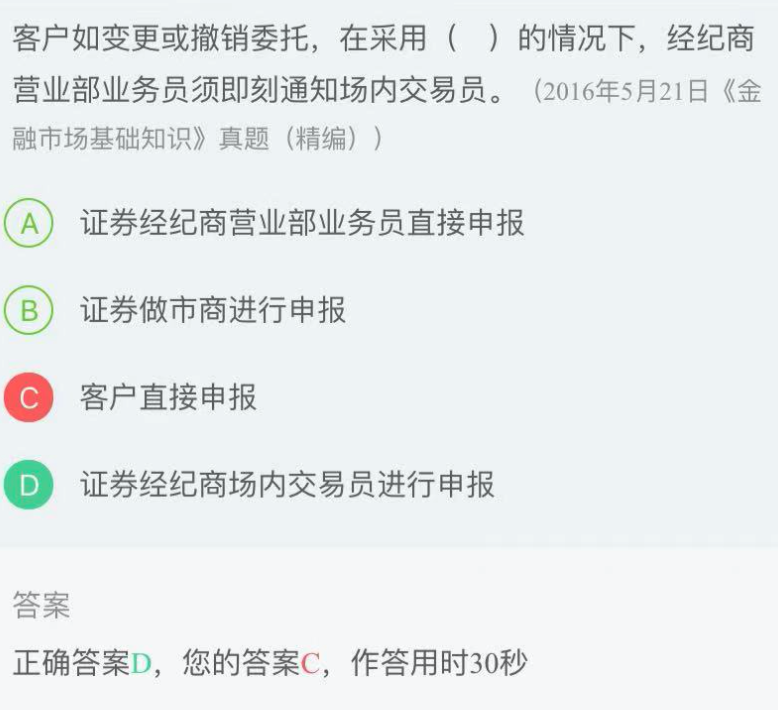 客户如变更或撤销委托，在采用（　）的情况下，经纪商
营业部业务员须即刻通知场内交易员。（2016年5月21日《金
融市场基础知识》真题（精编））
A 证券经纪商营业部业务员直接申报
B 证券做市商进行申报
C 客户直接申报
D 证券经纪商场内交易员进行申报
答案
正确答案D，您的答案C，作答用时30秒